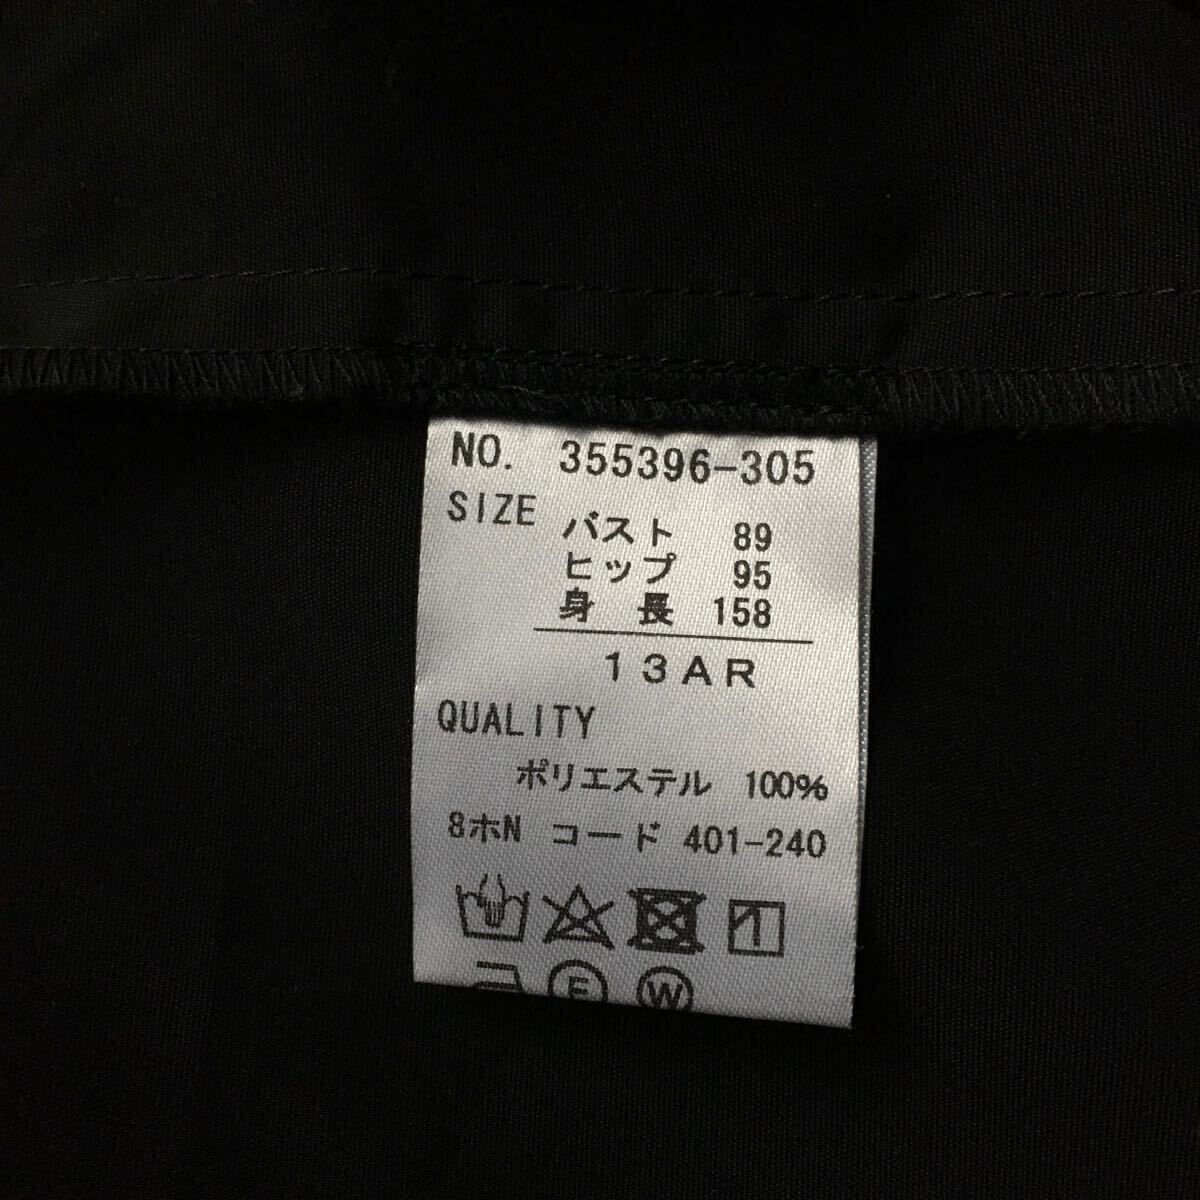 NO. 355396-305
SIZE バスト 89
ヒップ 95
身長 158
13AR
QUALITY
ポリエステル 100%
8ホN コード 401-240
F W